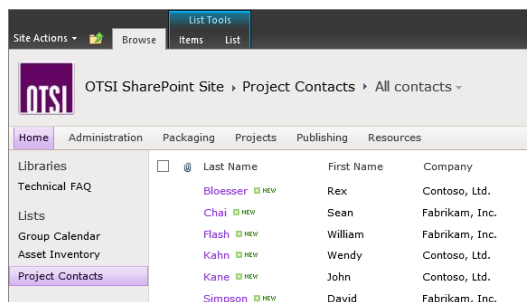 List Tools
Site Actions Browse Items List
OTSI
OTSI SharePoint Site Project Contacts All contacts
Home Administration Packaging Projects Publishing Resources
Libraries
Technical FAQ
Lists
Group Calendar
Asset Inventory
Project Contacts
Last Name First Name Company
Bloesser NEW Rex Contoso, Ltd.
Chai NEW Sean Fabrikam, Inc.
Flash NEW William Fabrikam, Inc.
Kahn NEW Wendy Contoso, Ltd.
Kane NEW John Contoso, Ltd.
Simpson NEW David Fabrikam, Inc.